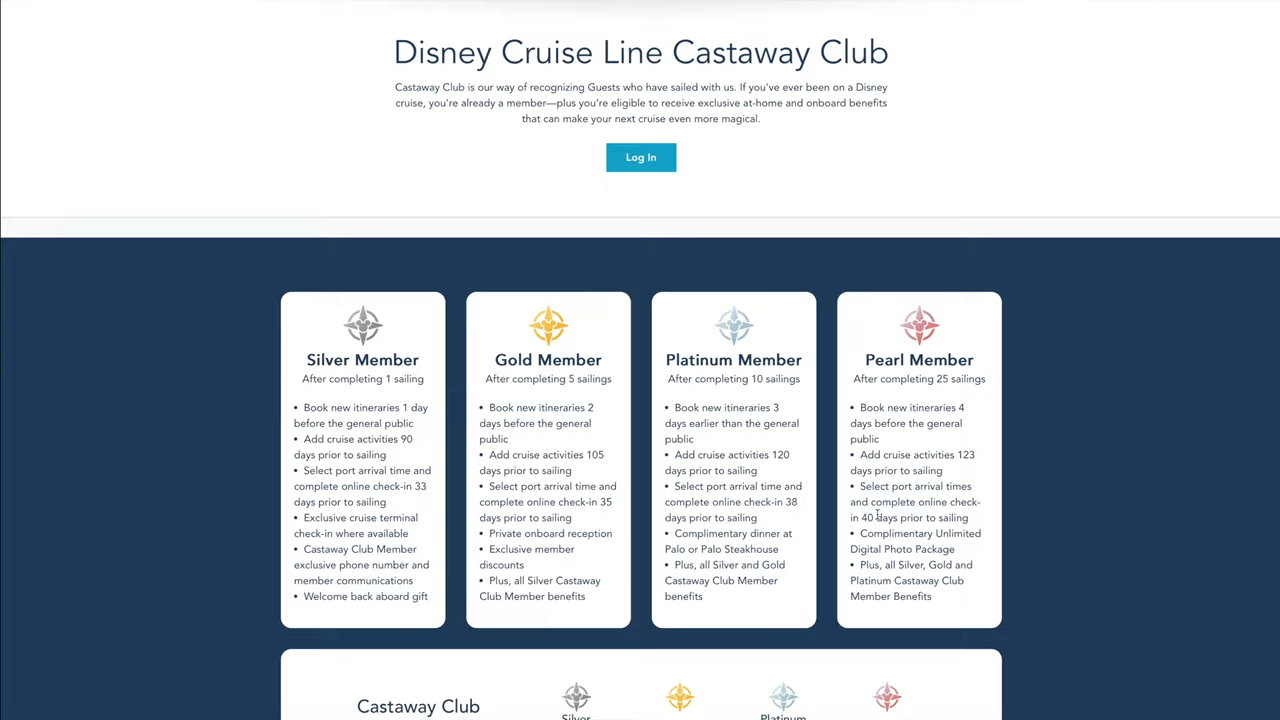 Disney Cruise Line Castaway Club
Castaway Club is our way of recognizing Guests who have sailed with us. If you've ever been on a Disney
cruise, you're already a member—plus you're eligible to receive exclusive at-home and onboard benefits
that can make your next cruise even more magical.
Log In
Silver Member
After completing 1 sailing
• Book new itineraries 1 day
before the general public
• Add cruise activities 90
days prior to sailing
• Select port arrival time and
complete online check-in 33
days prior to sailing
• Exclusive cruise terminal
check-in where available
• Castaway Club Member
exclusive phone number and
member communications
• Welcome back aboard gift
Gold Member
After completing 5 sailings
• Book new itineraries 2
days before the general
public
• Add cruise activities 105
days prior to sailing
• Select port arrival time and
complete online check-in 35
days prior to sailing
• Private onboard reception
• Exclusive member
discounts
• Plus, all Silver Castaway
Club Member benefits
Platinum Member
After completing 10 sailings
• Book new itineraries 3
days earlier than the general
public
• Add cruise activities 120
days prior to sailing
• Select port arrival time and
complete online check-in 38
days prior to sailing
• Complimentary dinner at
Palo or Palo Steakhouse
• Plus, all Silver and Gold
Castaway Club Member
benefits
Pearl Member
After completing 25 sailings
• Book new itineraries 4
days before the general
public
• Add cruise activities 123
days prior to sailing
• Select port arrival times
and complete online check-
in 40 days prior to sailing
• Complimentary Unlimited
Digital Photo Package
• Plus, all Silver, Gold and
Platinum Castaway Club
Member Benefits
Castaway Club
Silver
Platinum